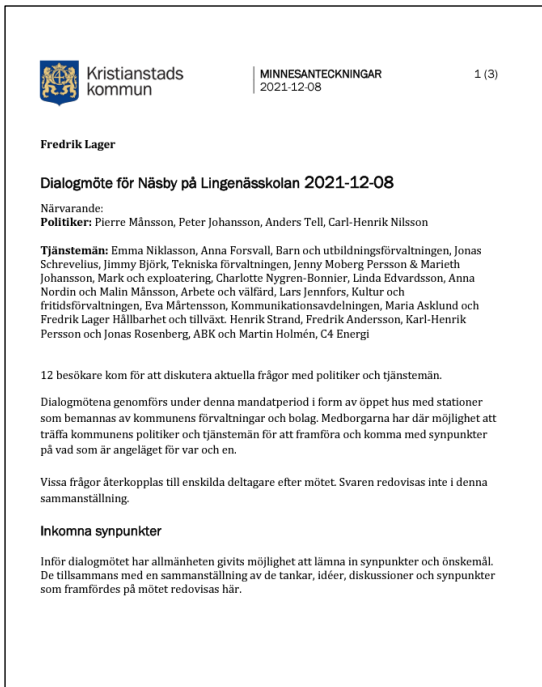 Kristianstads
kommun
MINNESANTECKNINGAR
2021-12-08
1 (3)
Fredrik Lager
Dialogmöte för Näsby på Lingenässkolan 2021-12-08
Närvarande:
Politiker: Pierre Månsson, Peter Johansson, Anders Tell, Carl-Henrik Nilsson
Tjänstemän: Emma Niklasson, Anna Forsvall, Barn och utbildningsförvaltningen, Jonas
Schrevelius, Jimmy Björk, Tekniska förvaltningen, Jenny Moberg Persson & Marieth
Johansson, Mark och exploatering, Charlotte Nygren-Bonnier, Linda Edvardsson, Anna
Nordin och Malin Månsson, Arbete och välfärd, Lars Jennfors, Kultur och
fritidsförvaltningen, Eva Mårtensson, Kommunikationsavdelningen, Maria Asklund och
Fredrik Lager Hållbarhet och tillväxt. Henrik Strand, Fredrik Andersson, Karl-Henrik
Persson och Jonas Rosenberg, ABK och Martin Holmén, C4 Energi
12 besökare kom för att diskutera aktuella frågor med politiker och tjänstemän.
Dialogmötena genomförs under denna mandatperiod i form av öppet hus med stationer
som bemannas av kommunens förvaltningar och bolag. Medborgarna har där möjlighet att
träffa kommunens politiker och tjänstemän för att framföra och komma med synpunkter
på vad som är angeläget för var och en.
Vissa frågor återkopplas till enskilda deltagare efter mötet. Svaren redovisas inte i denna
sammanställning.
Inkomna synpunkter
Inför dialogmötet har allmänheten givits möjlighet att lämna in synpunkter och önskemål.
De tillsammans med en sammanställning av de tankar, idéer, diskussioner och synpunkter
som framfördes på mötet redovisas här.